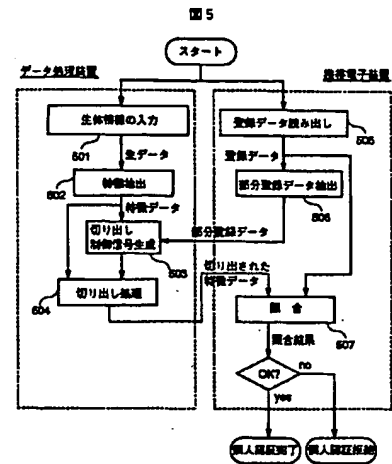 図5
スタート
データ処理装置
携帯電子装置
生体情報の入力
501
生データ
特徴抽出
502
特徴データ
切り出し
制御信号生成
503
切り出し処理
504
登録データ読み出し
505
登録データ
部分登録データ抽出
506
部分登録データ
切り出された
特徴データ
照合
507
照合結果
OK?
no
yes
個人認証完了
個人認証拒絶